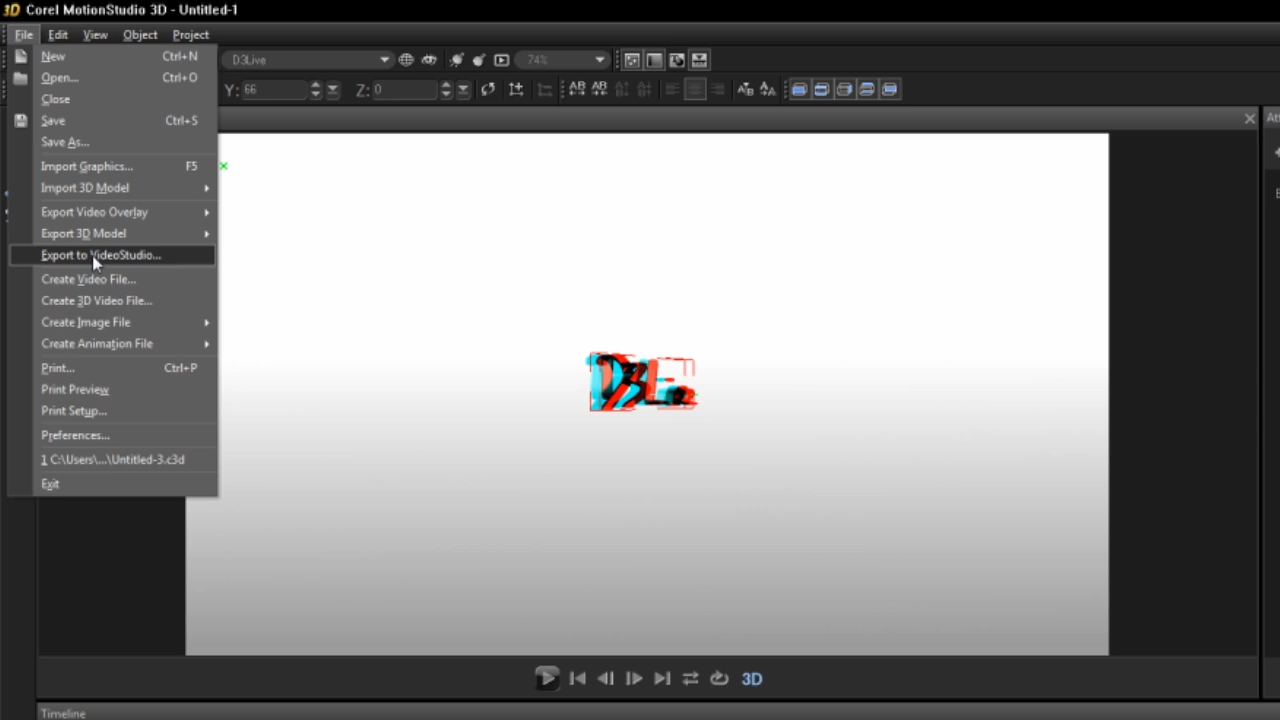 3D Corel MotionStudio 3D - Untitled-1
File Edit View Object Project
New Ctrl+N
D3Live
74%
Open... Ctrl+O
Y: 66
Z: 0
Close
Save Ctrl+S
Save As...
Import Graphics... F5
Import 3D Model
Export Video Overlay
Export 3D Model
Export to VideoStudio...
Create Video File...
Create 3D Video File...
Create Image File
Create Animation File
Print... Ctrl+P
Print Preview
Print Setup...
Preferences...
1 C:\Users\...\Untitled-3.c3d
Exit
3D
Timeline